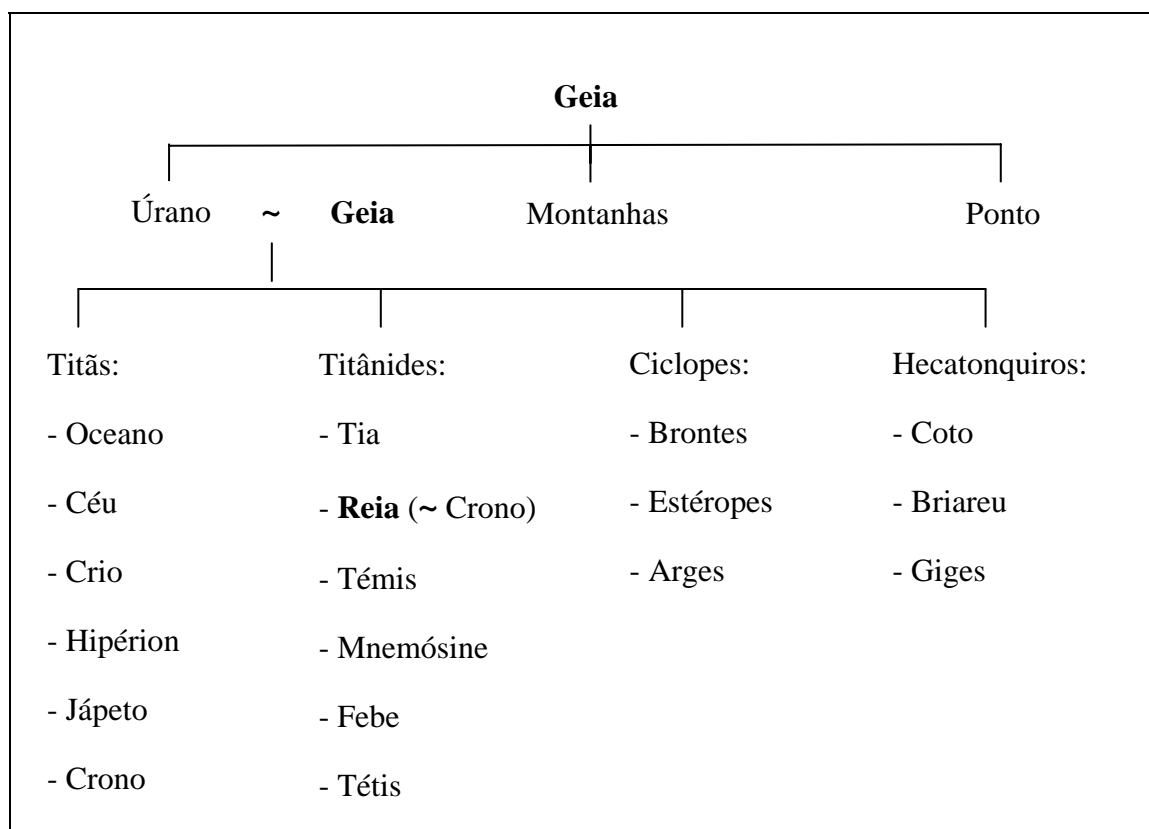 Geia
Úrano ~ Geia Montanhas Ponto
Titãs: Titânides: Ciclopes: Hecatonquiros:
- Oceano - Tia - Brontes - Coto
- Céu - Reia (~ Crono) - Estéropes - Briareu
- Crio - Témis - Arges - Giges
- Hipérion - Mnemósine
- Jápeto - Febe
- Crono - Tétis